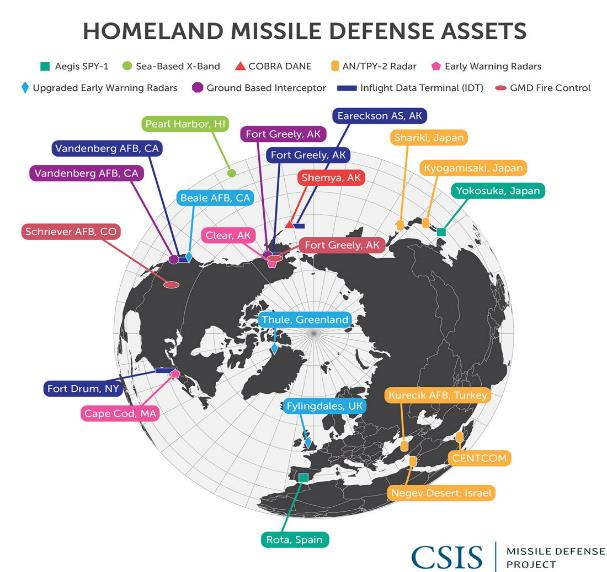 HOMELAND MISSILE DEFENSE ASSETS
Aegis SPY-1 Sea-Based X-Band COBRA DANE AN/TPY-2 Radar Early Warning Radars
Upgraded Early Warning Radars Ground Based Interceptor Inflight Data Terminal (IDT) GMD Fire Control
Eareckson AS, AK
Pearl Harbor, HI
Fort Greely, AK
Shariki, Japan
Vandenberg AFB, CA
Fort Greely, AK
Kyogamisaki, Japan
Vandenberg AFB, CA
Shemya, AK
Yokosuka, Japan
Beale AFB, CA
Schriever AFB, CO
Clear, AK
Fort Greely, AK
Thule, Greenland
Fort Drum, NY
Kurecik AFB, Turkey
Cape Cod, MA
Fylingdales, UK
CENTCOM
Negev Desert, Israel
Rota, Spain
CSIS
MISSILE DEFENSE
PROJECT